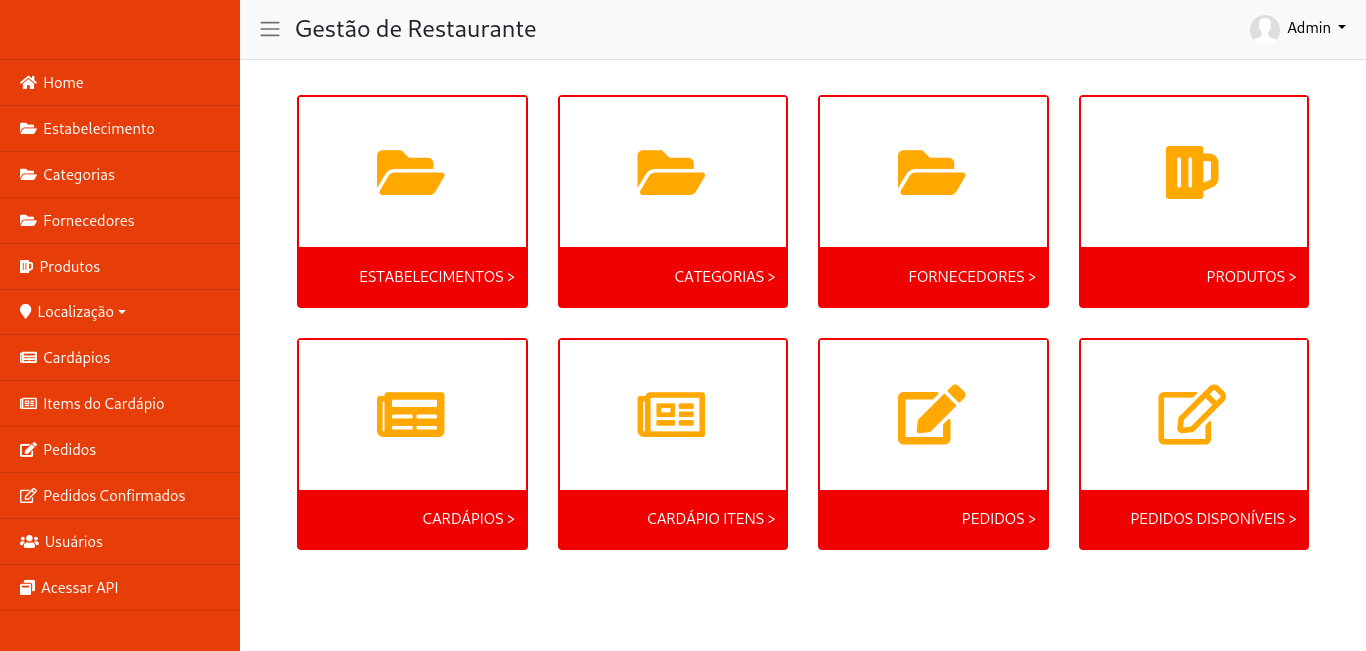 Gestão de Restaurante
Admin
Home
Estabelecimento
Categorias
Fornecedores
Produtos
Localização
Cardápios
Items do Cardápio
Pedidos
Pedidos Confirmados
Usuários
Acessar API
ESTABELECIMENTOS >
CATEGORIAS >
FORNECEDORES >
PRODUTOS >
CARDÁPIOS >
CARDÁPIO ITENS >
PEDIDOS >
PEDIDOS DISPONÍVEIS >